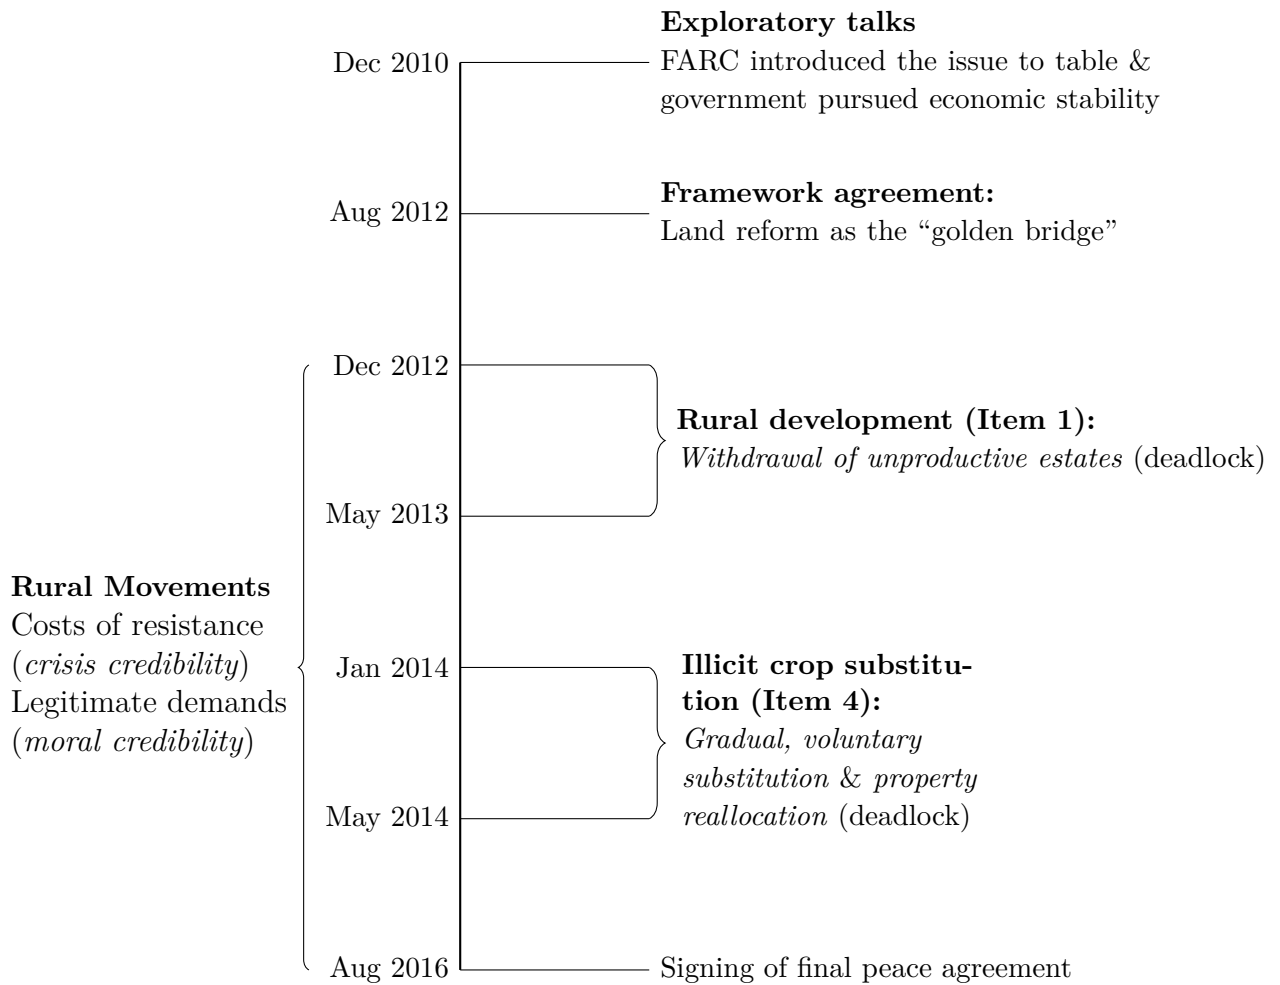 Exploratory talks
Dec 2010
FARC introduced the issue to table &
government pursued economic stability
Framework agreement:
Aug 2012
Land reform as the “golden bridge”
Dec 2012
Rural development (Item 1):
Withdrawal of unproductive estates (deadlock)
May 2013
Rural Movements
Costs of resistance
(crisis credibility)
Legitimate demands
(moral credibility)
Jan 2014
Illicit crop substitu-
tion (Item 4):
Gradual, voluntary
substitution & property
reallocation (deadlock)
May 2014
Aug 2016
Signing of final peace agreement